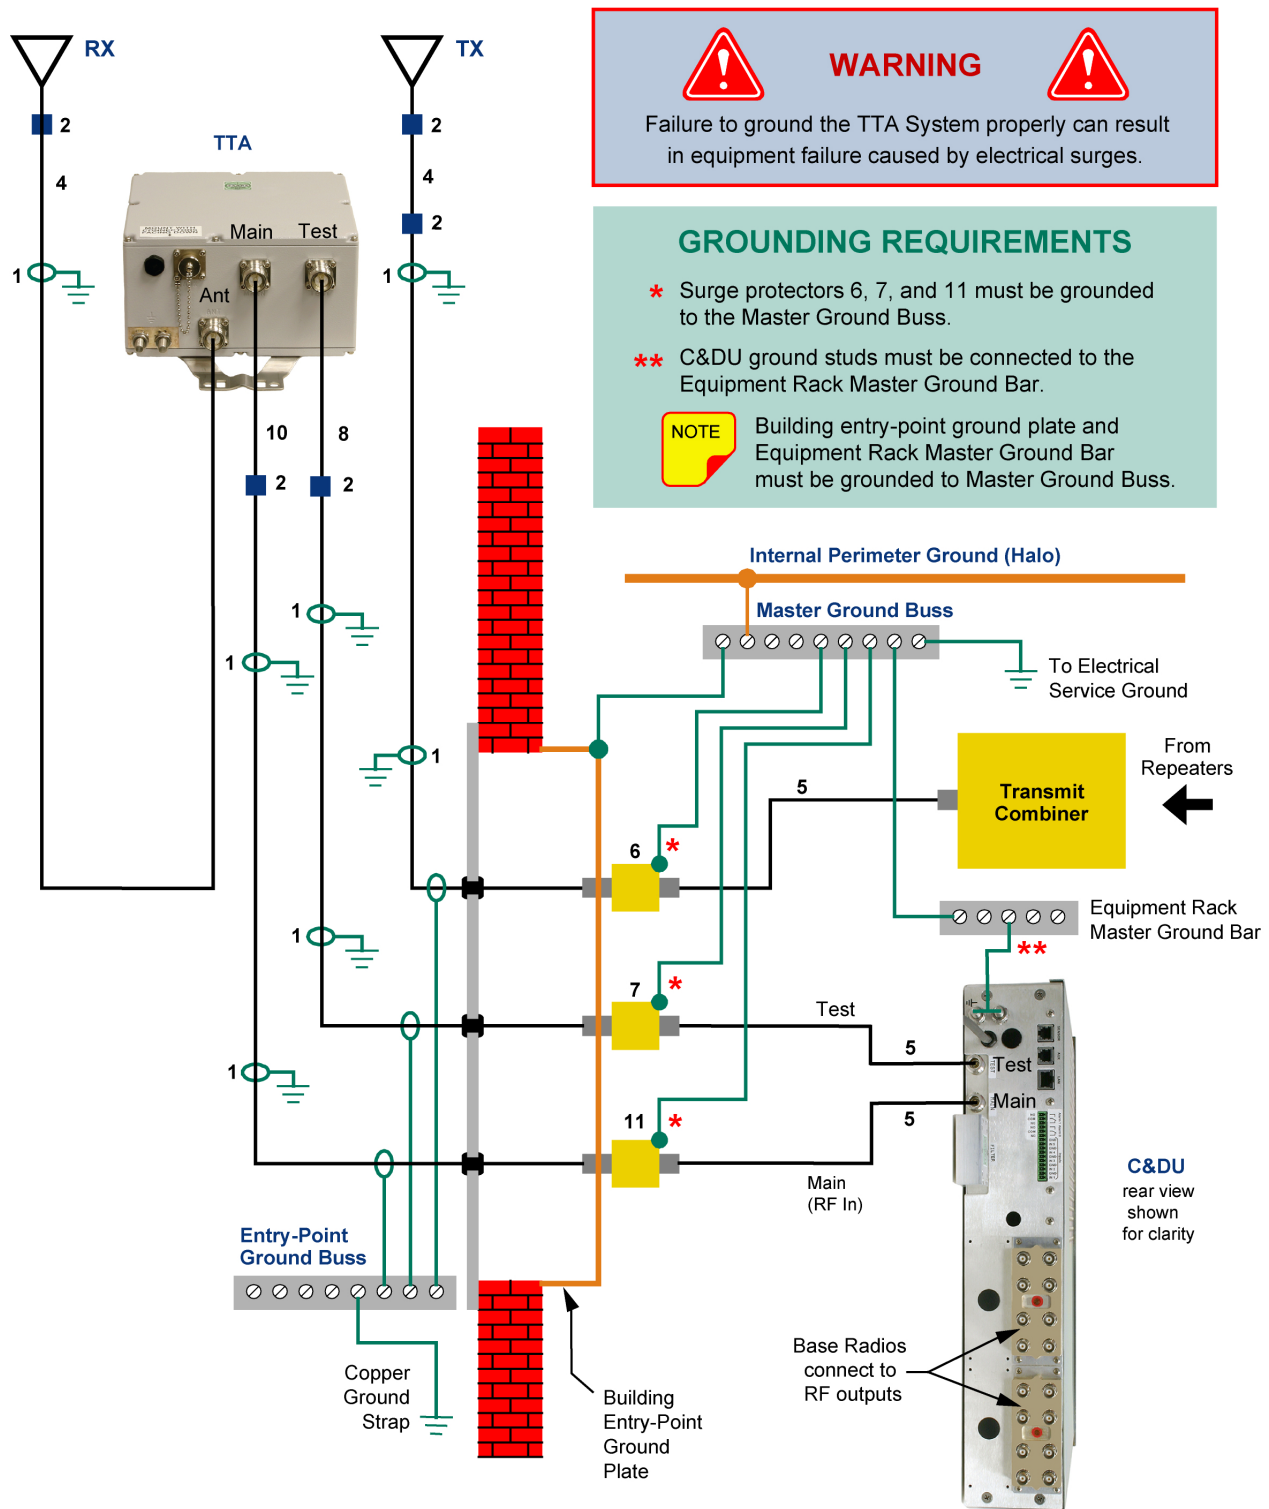 RX
TX
WARNING
Failure to ground the TTA System properly can result
in equipment failure caused by electrical surges.
2
2
TTA
4
4
2
Main
Test
Ant
1
1
GROUNDING REQUIREMENTS
* Surge protectors 6, 7, and 11 must be grounded
to the Master Ground Buss.
** C&DU ground studs must be connected to the
Equipment Rack Master Ground Bar.
NOTE
Building entry-point ground plate and
Equipment Rack Master Ground Bar
must be grounded to Master Ground Buss.
10
8
2
2
Internal Perimeter Ground (Halo)
Master Ground Buss
1
1
To Electrical
Service Ground
1
From
Repeaters
5
Transmit
Combiner
6
*
Equipment Rack
Master Ground Bar
**
1
7
*
Test
5
Test
1
Main
5
11
*
Main
(RF In)
FILTER
C&DU
rear view
shown
for clarity
Entry-Point
Ground Buss
Base Radios
connect to
RF outputs
Copper
Ground
Strap
Building
Entry-Point
Ground
Plate